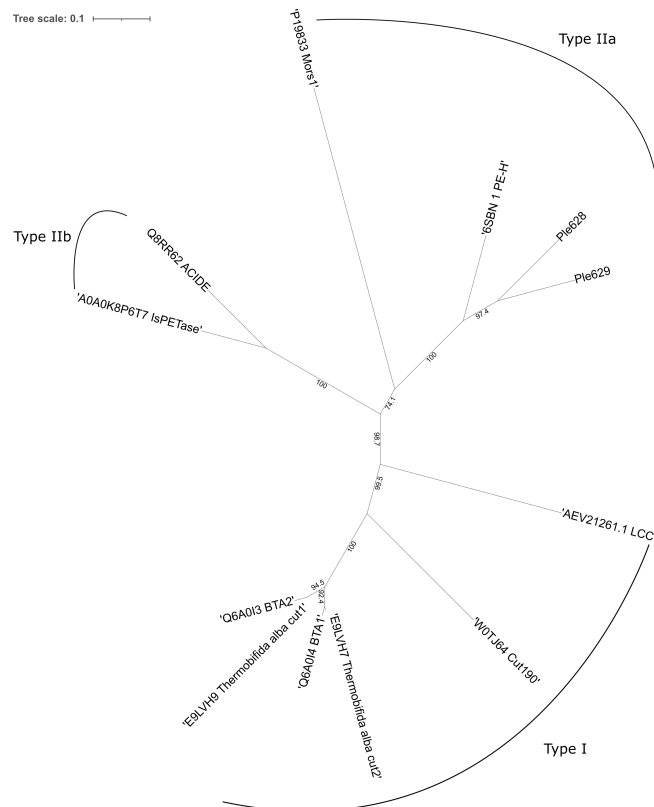 Tree scale: 0.1
'P19833 Mors1'
Type IIa
'6SBN 1 PE-H'
Ple628
Ple629
97.4
100
Type IIb
Q8RR62 ACIDE
'A0A0K8P6T7 IsPETase'
100
74.1
98.7
99.5
'AEV21261.1 LCC
100
94.5
92.4
'Q6A0I3 BTA2'
'E9LVH9 Thermobifida alba cut1'
'Q6A0I4 BTA1'
'E9LVH7 Thermobifida alba cut2'
'W0TJ64 Cut190'
Type I